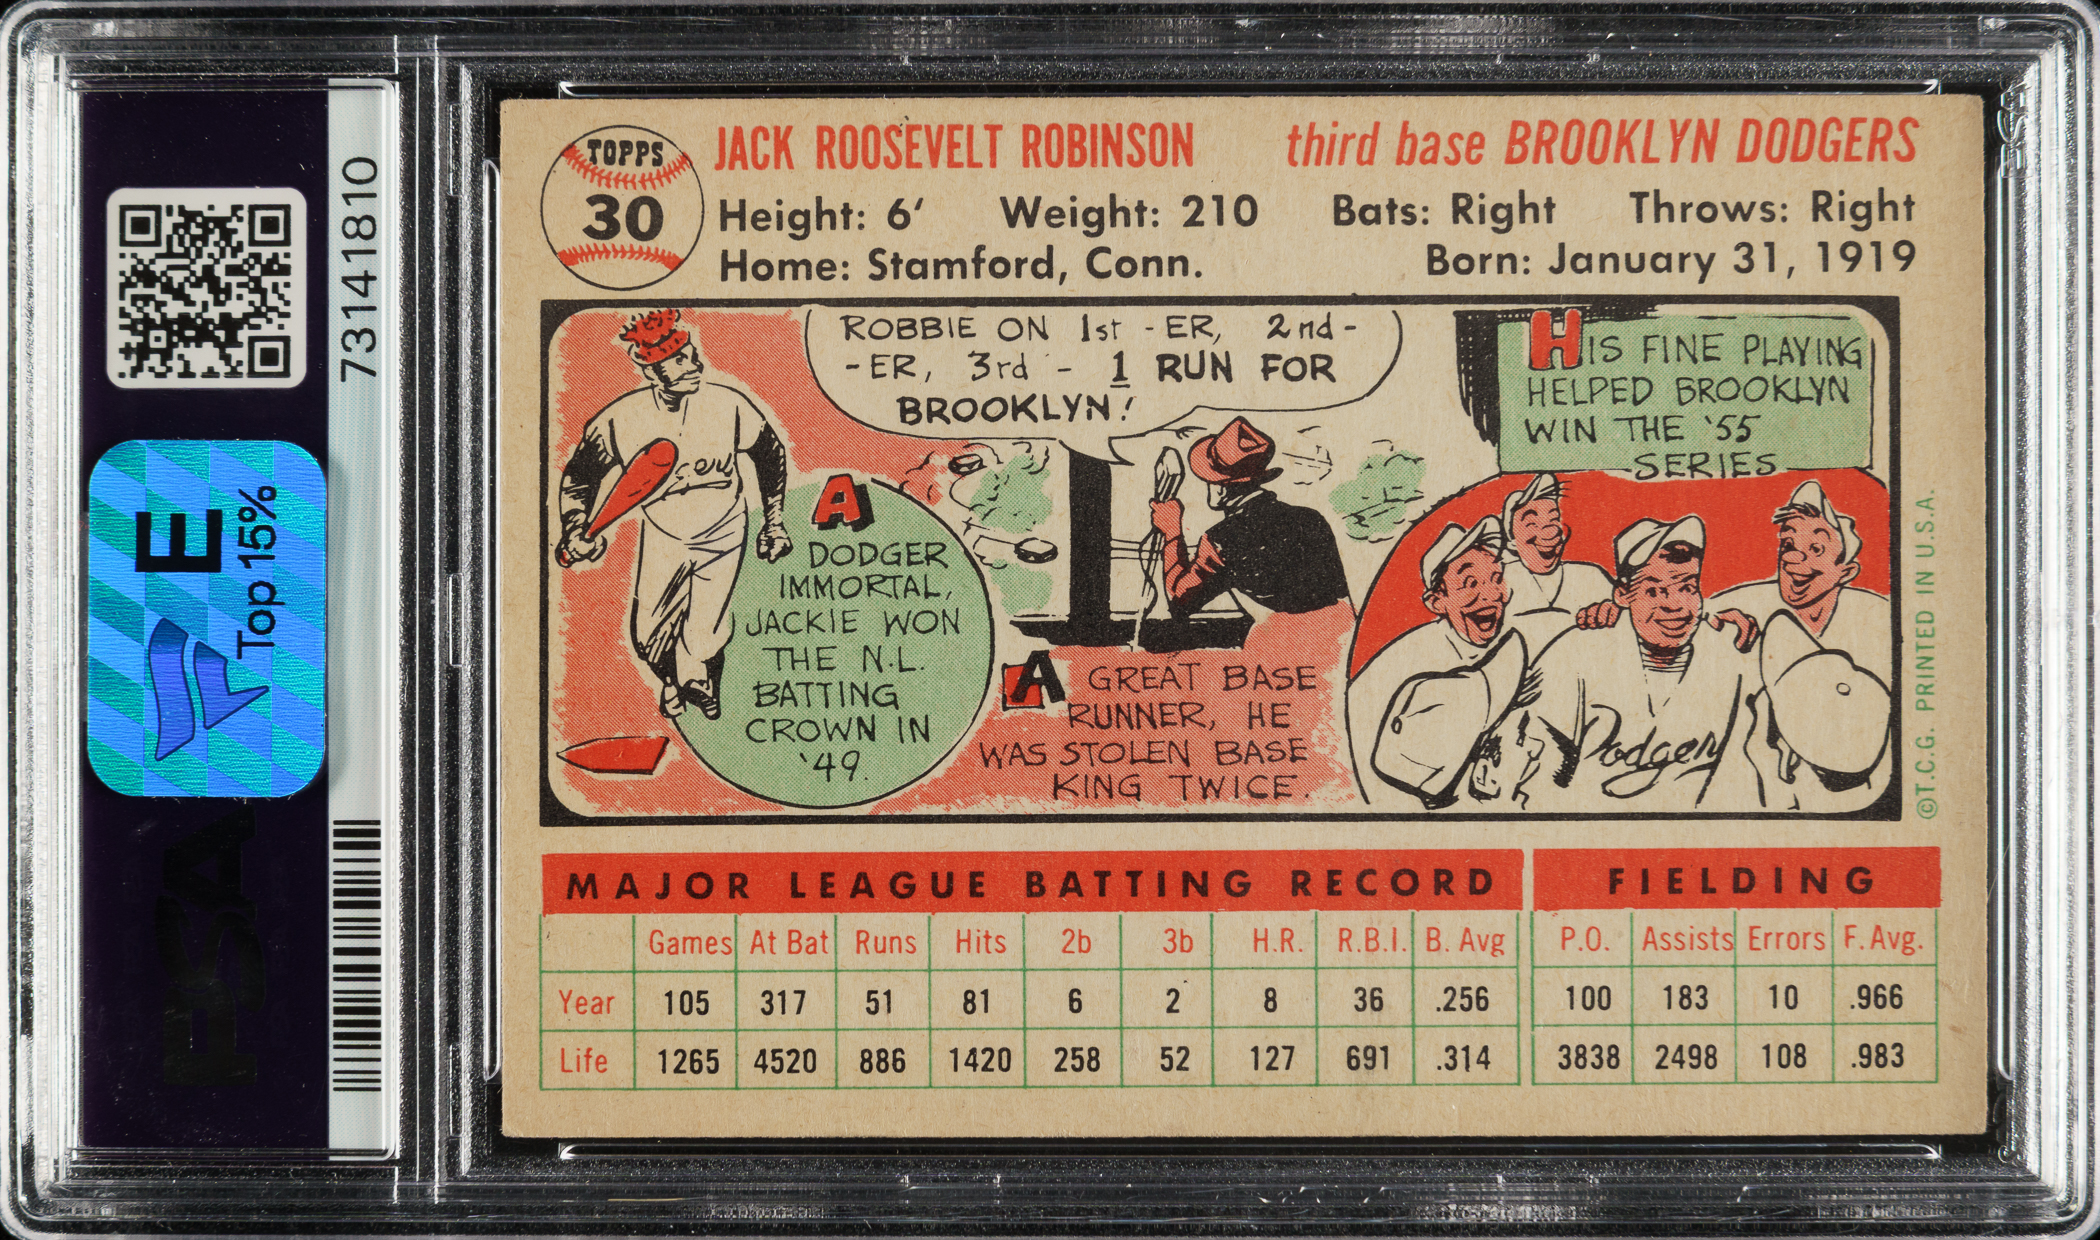 73141810
E
Top 15%
PSA
TOPPS
30
JACK ROOSEVELT ROBINSON third base BROOKLYN DODGERS
Height: 6' Weight: 210 Bats: Right Throws: Right
Home: Stamford, Conn. Born: January 31, 1919
ROBBIE ON 1st -ER, 2nd-
-ER, 3rd - 1 RUN FOR
BROOKLYN!
HIS FINE PLAYING
HELPED BROOKLYN
WIN THE '55
SERIES
A
DODGER
IMMORTAL,
JACKIE WON
THE N.L.
BATTING
CROWN IN
'49.
A GREAT BASE
RUNNER, HE
WAS STOLEN BASE
KING TWICE.
Dodgers
©T.C.G. PRINTED IN U.S.A.
MAJOR LEAGUE BATTING RECORD FIELDING
Games At Bat Runs Hits 2b 3b H.R. R.B.I. B. Avg P.O. Assists Errors F. Avg.
Year 105 317 51 81 6 2 8 36 .256 100 183 10 .966
Life 1265 4520 886 1420 258 52 127 691 .314 3838 2498 108 .983